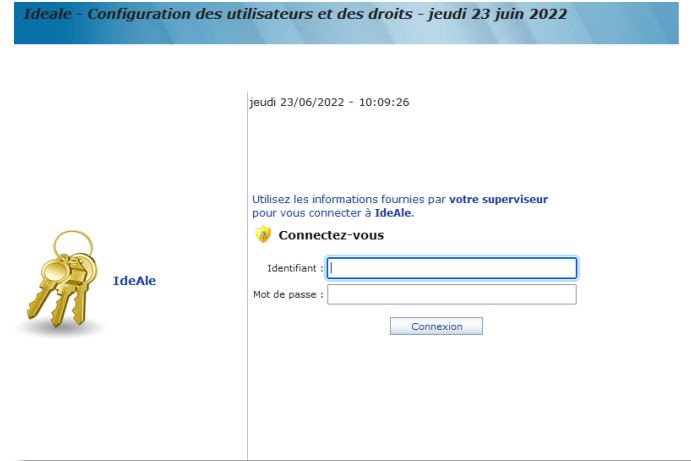 Ideale - Configuration des utilisateurs et des droits - jeudi 23 juin 2022
jeudi 23/06/2022 - 10:09:26
Utilisez les informations fournies par votre superviseur
pour vous connecter à IdeAle.
Connectez-vous
IdeAle
Identifiant :
Mot de passe :
Connexion